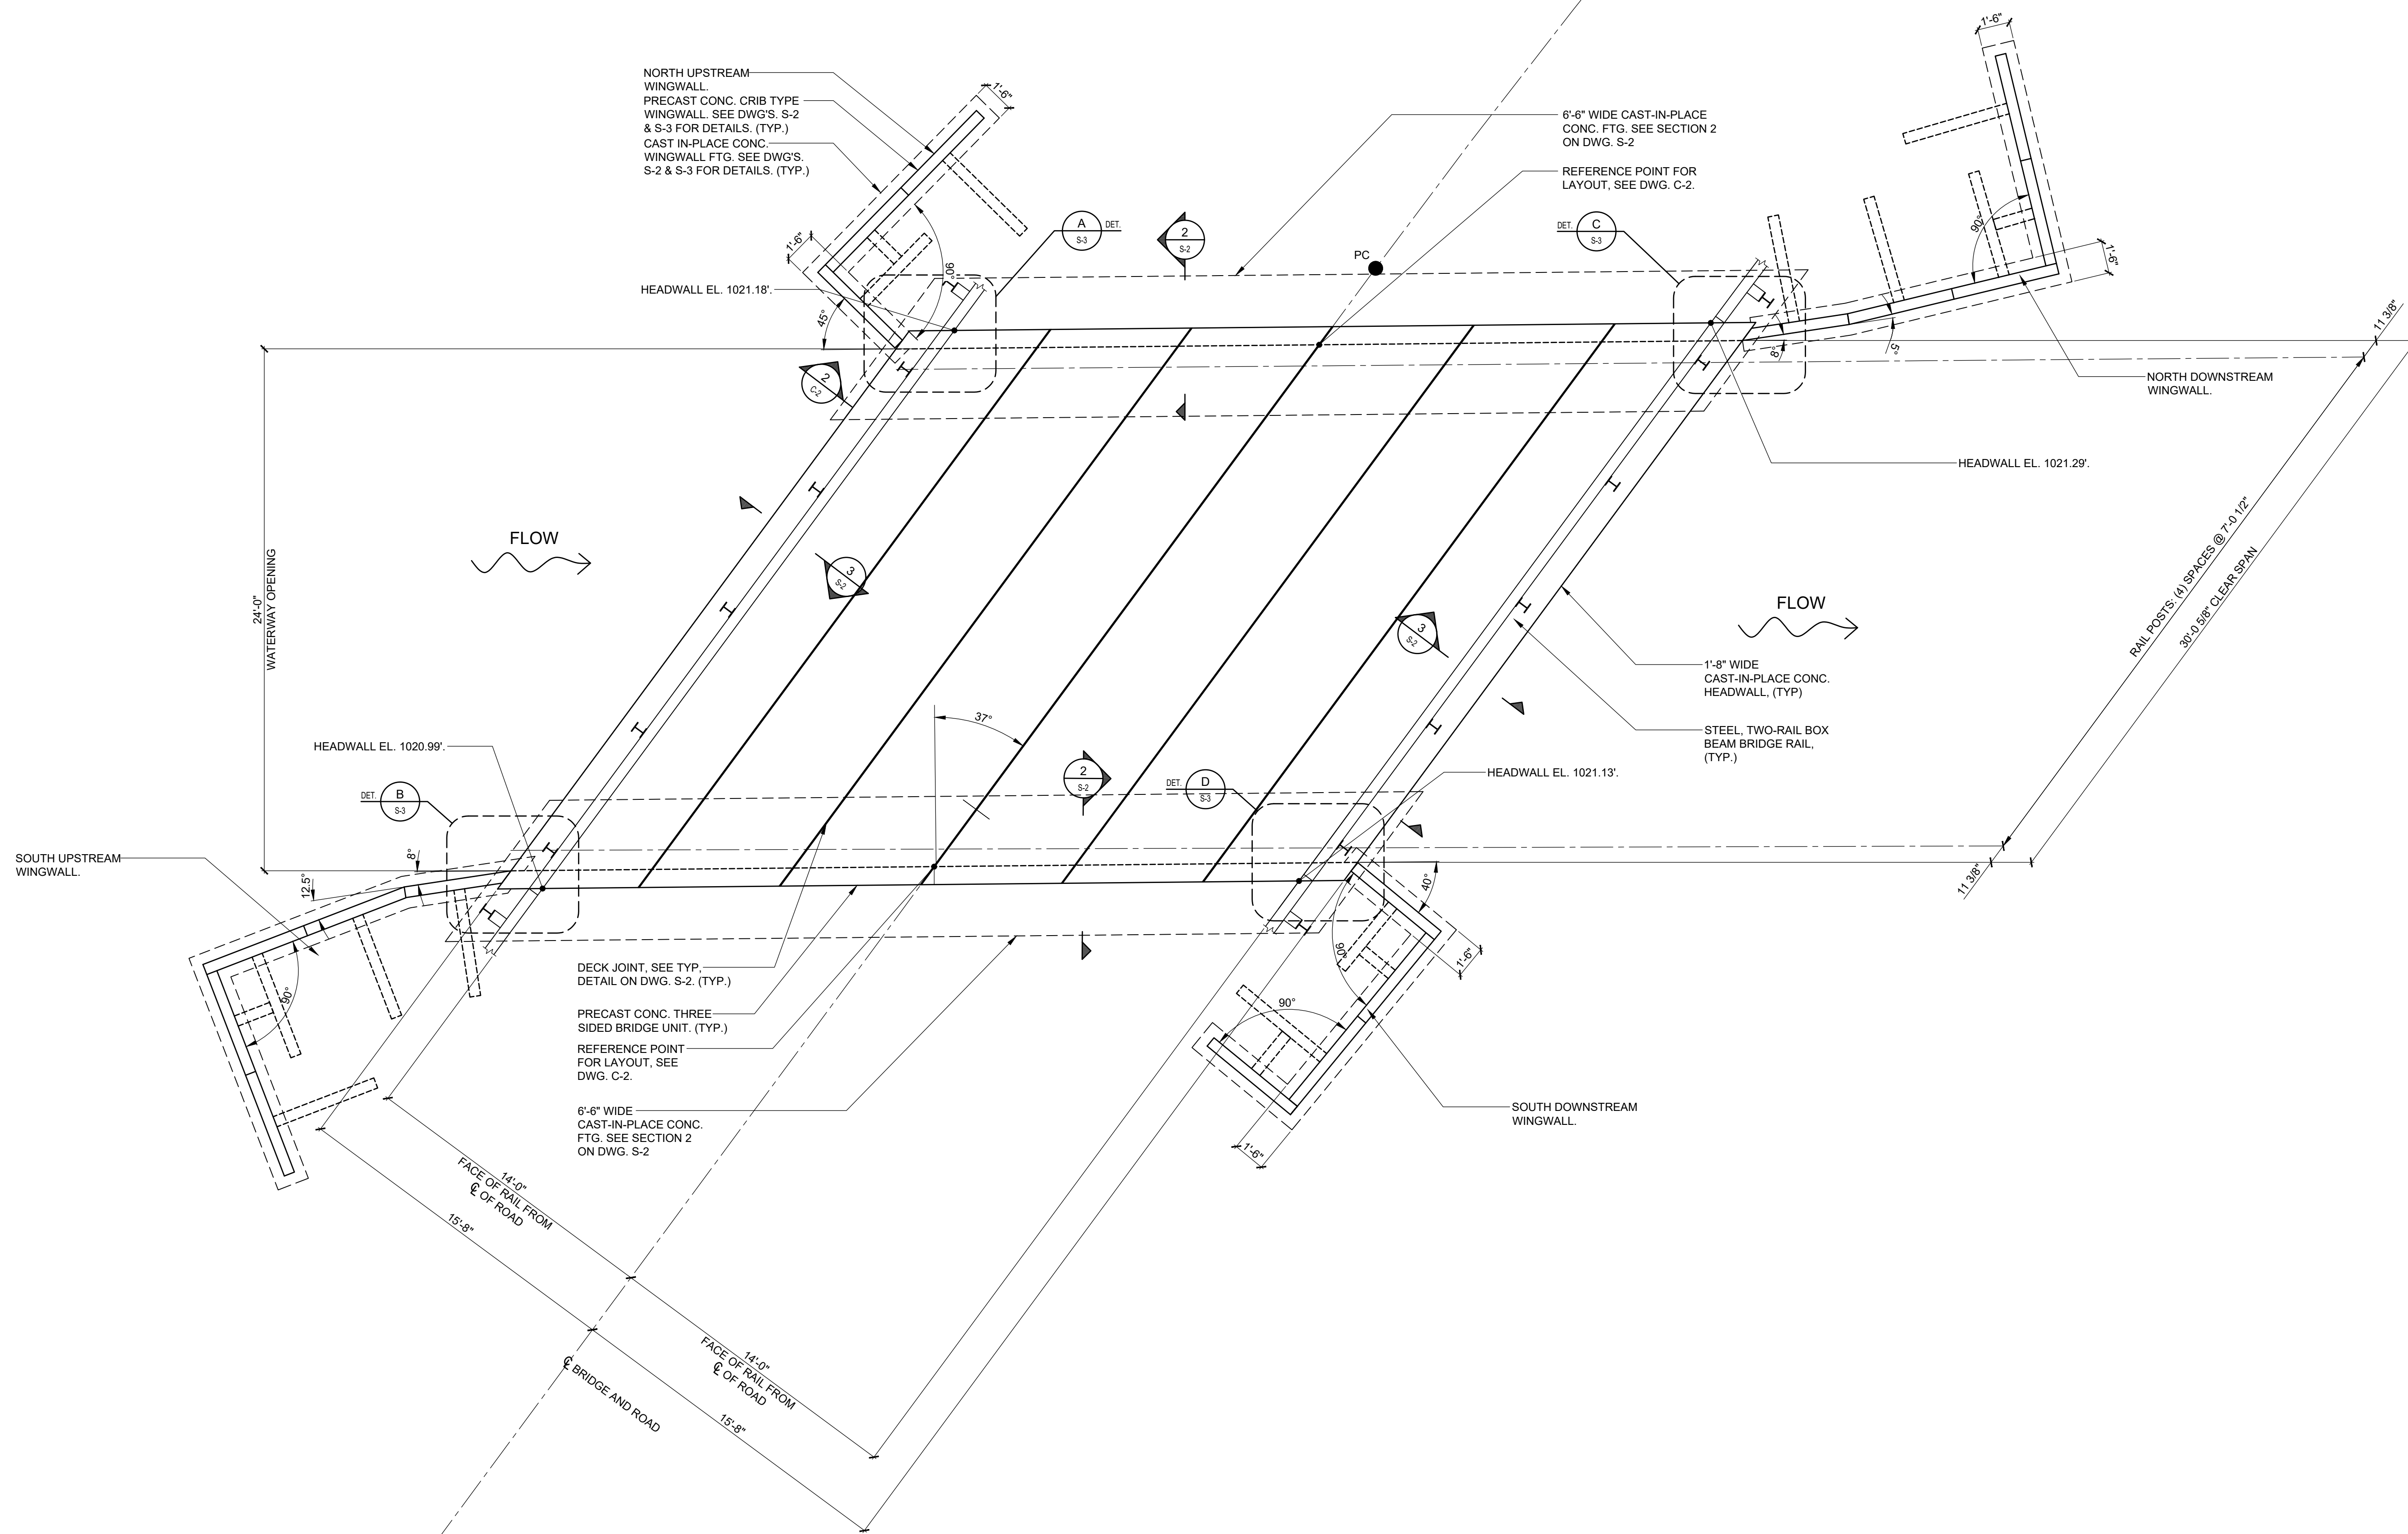 1'-6"
NORTH UPSTREAM
WINGWALL.
PRECAST CONC. CRIB TYPE
WINGWALL. SEE DWG'S. S-2
& S-3 FOR DETAILS. (TYP.)
CAST IN-PLACE CONC.
WINGWALL FTG. SEE DWG'S.
S-2 & S-3 FOR DETAILS. (TYP.)
1'-6"
1'-6"
6'-6" WIDE CAST-IN-PLACE
CONC. FTG. SEE SECTION 2
ON DWG. S-2
REFERENCE POINT FOR
LAYOUT, SEE DWG. C-2.
A
S-3
DET.
2
S-2
DET.
C
S-3
PC
90°
90°
1'-6"
HEADWALL EL. 1021.18'.
45°
8°
5°
11 3/8"
2
C-2
NORTH DOWNSTREAM
WINGWALL.
HEADWALL EL. 1021.29'.
FLOW
3
S-2
24'-0"
WATERWAY OPENING
RAIL POSTS: (4) SPACES @ 7'-0 1/2"
30'-0 5/8" CLEAR SPAN
FLOW
3
S-2
1'-8" WIDE
CAST-IN-PLACE CONC.
HEADWALL, (TYP)
37°
STEEL, TWO-RAIL BOX
BEAM BRIDGE RAIL,
(TYP.)
HEADWALL EL. 1020.99'.
2
S-2
HEADWALL EL. 1021.13'.
DET.
B
S-3
DET.
D
S-3
SOUTH UPSTREAM
WINGWALL.
8°
12.5°
40°
11 3/8"
90°
90°
1'-6"
90°
DECK JOINT, SEE TYP,
DETAIL ON DWG. S-2. (TYP.)
PRECAST CONC. THREE
SIDED BRIDGE UNIT. (TYP.)
REFERENCE POINT
FOR LAYOUT, SEE
DWG. C-2.
6'-6" WIDE
CAST-IN-PLACE CONC.
FTG. SEE SECTION 2
ON DWG. S-2
SOUTH DOWNSTREAM
WINGWALL.
1'-6"
14'-0"
FACE OF RAIL FROM
℄ OF ROAD
15'-8"
14'-0"
FACE OF RAIL FROM
℄ OF ROAD
℄ BRIDGE AND ROAD
15'-8"